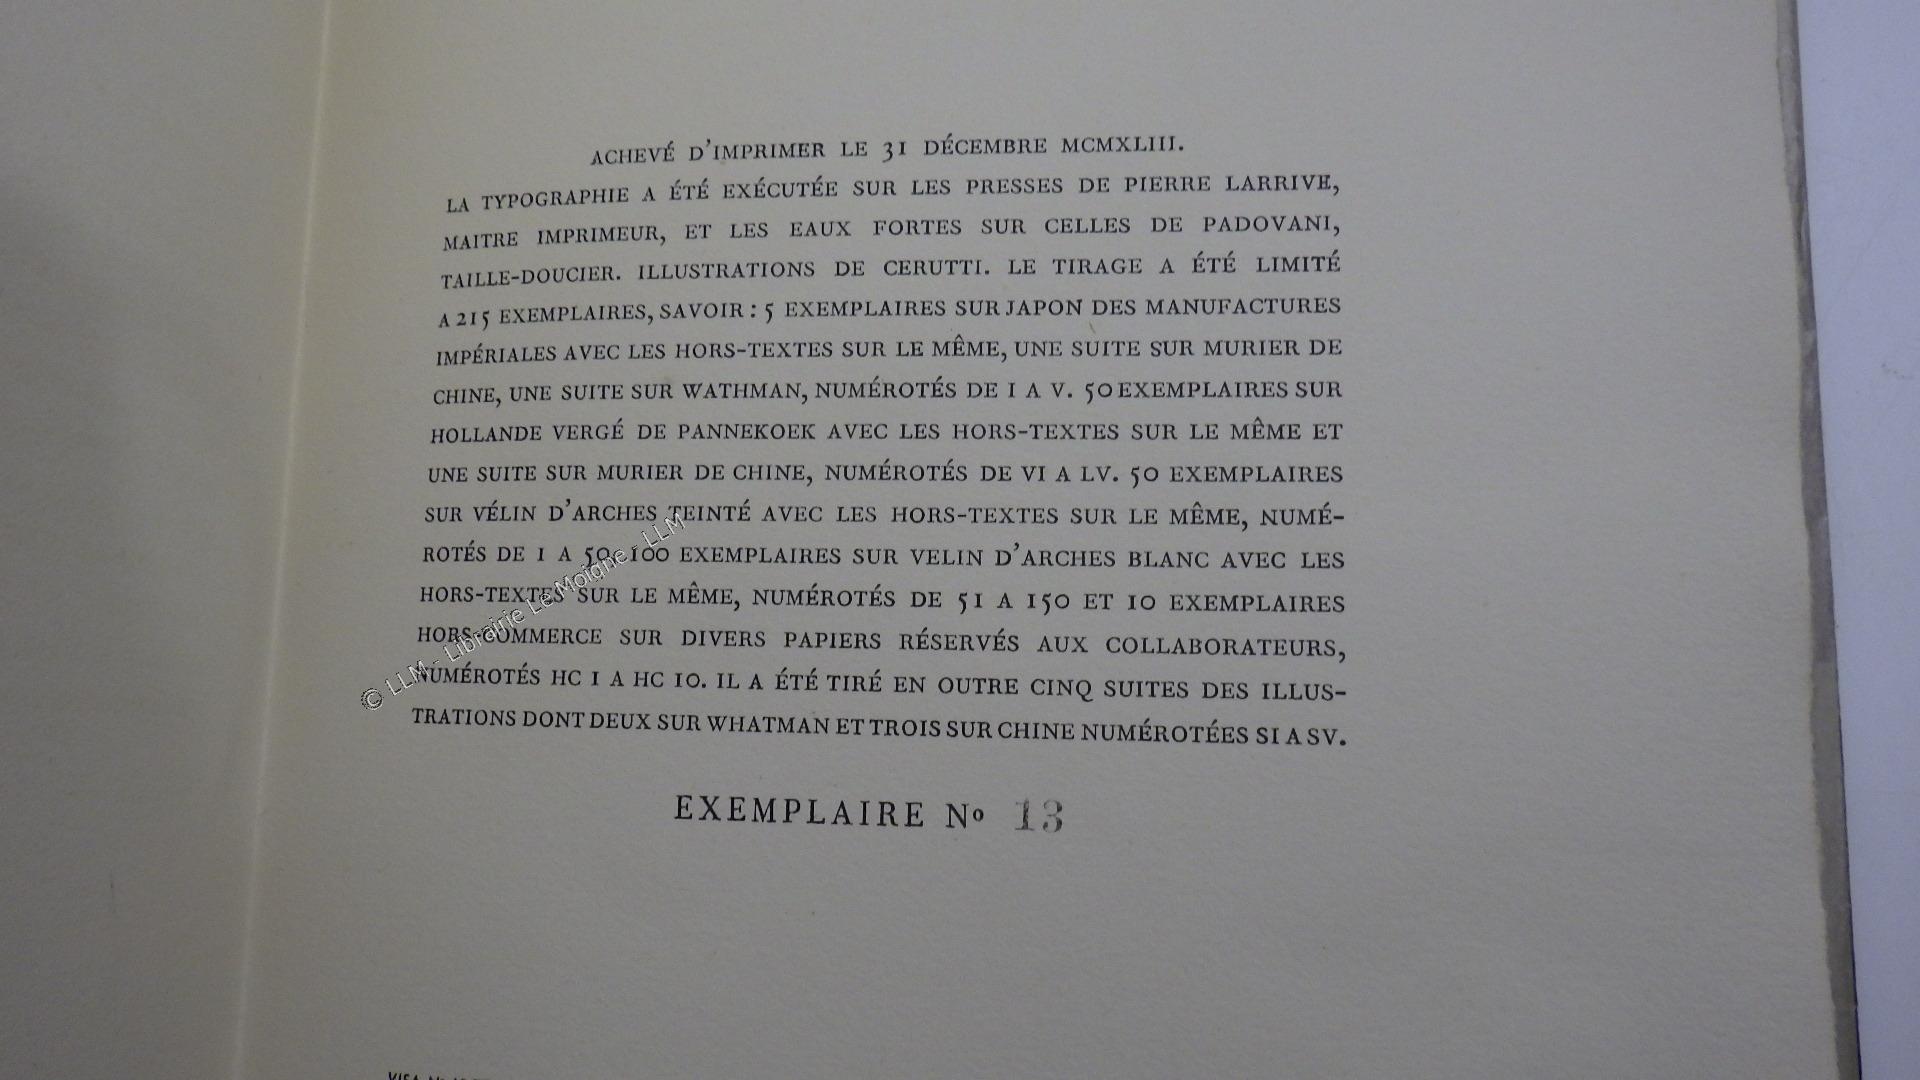 ACHEVÉ D'IMPRIMER LE 31 DÉCEMBRE MCMXLIII.
LA TYPOGRAPHIE A ÉTÉ EXÉCUTÉE SUR LES PRESSES DE PIERRE LARRIVE,
MAITRE IMPRIMEUR, ET LES EAUX FORTES SUR CELLES DE PADOVANI,
TAILLE-DOUCIER. ILLUSTRATIONS DE CERUTTI. LE TIRAGE A ÉTÉ LIMITÉ
A 215 EXEMPLAIRES, SAVOIR : 5 EXEMPLAIRES SUR JAPON DES MANUFACTURES
IMPÉRIALES AVEC LES HORS-TEXTES SUR LE MÊME, UNE SUITE SUR MURIER DE
CHINE, UNE SUITE SUR WATHMAN, NUMÉROTÉS DE I A V. 50 EXEMPLAIRES SUR
HOLLANDE VERGÉ DE PANNEKOEK AVEC LES HORS-TEXTES SUR LE MÊME ET
UNE SUITE SUR MURIER DE CHINE, NUMÉROTÉS DE VI A LV. 50 EXEMPLAIRES
SUR VÉLIN D'ARCHES TEINTÉ AVEC LES HORS-TEXTES SUR LE MÊME, NUMÉ-
ROTÉS DE 1 A 50. 100 EXEMPLAIRES SUR VELIN D'ARCHES BLANC AVEC LES
HORS-TEXTES SUR LE MÊME, NUMÉROTÉS DE 51 A 150 ET 10 EXEMPLAIRES
HORS-COMMERCE SUR DIVERS PAPIERS RÉSERVÉS AUX COLLABORATEURS,
NUMÉROTÉS HC 1 A HC 10. IL A ÉTÉ TIRÉ EN OUTRE CINQ SUITES DES ILLUS-
TRATIONS DONT DEUX SUR WHATMAN ET TROIS SUR CHINE NUMÉROTÉES SI A SV.
EXEMPLAIRE Nº 13
© LLM - Librairie Le Moigne - LLM
VISA